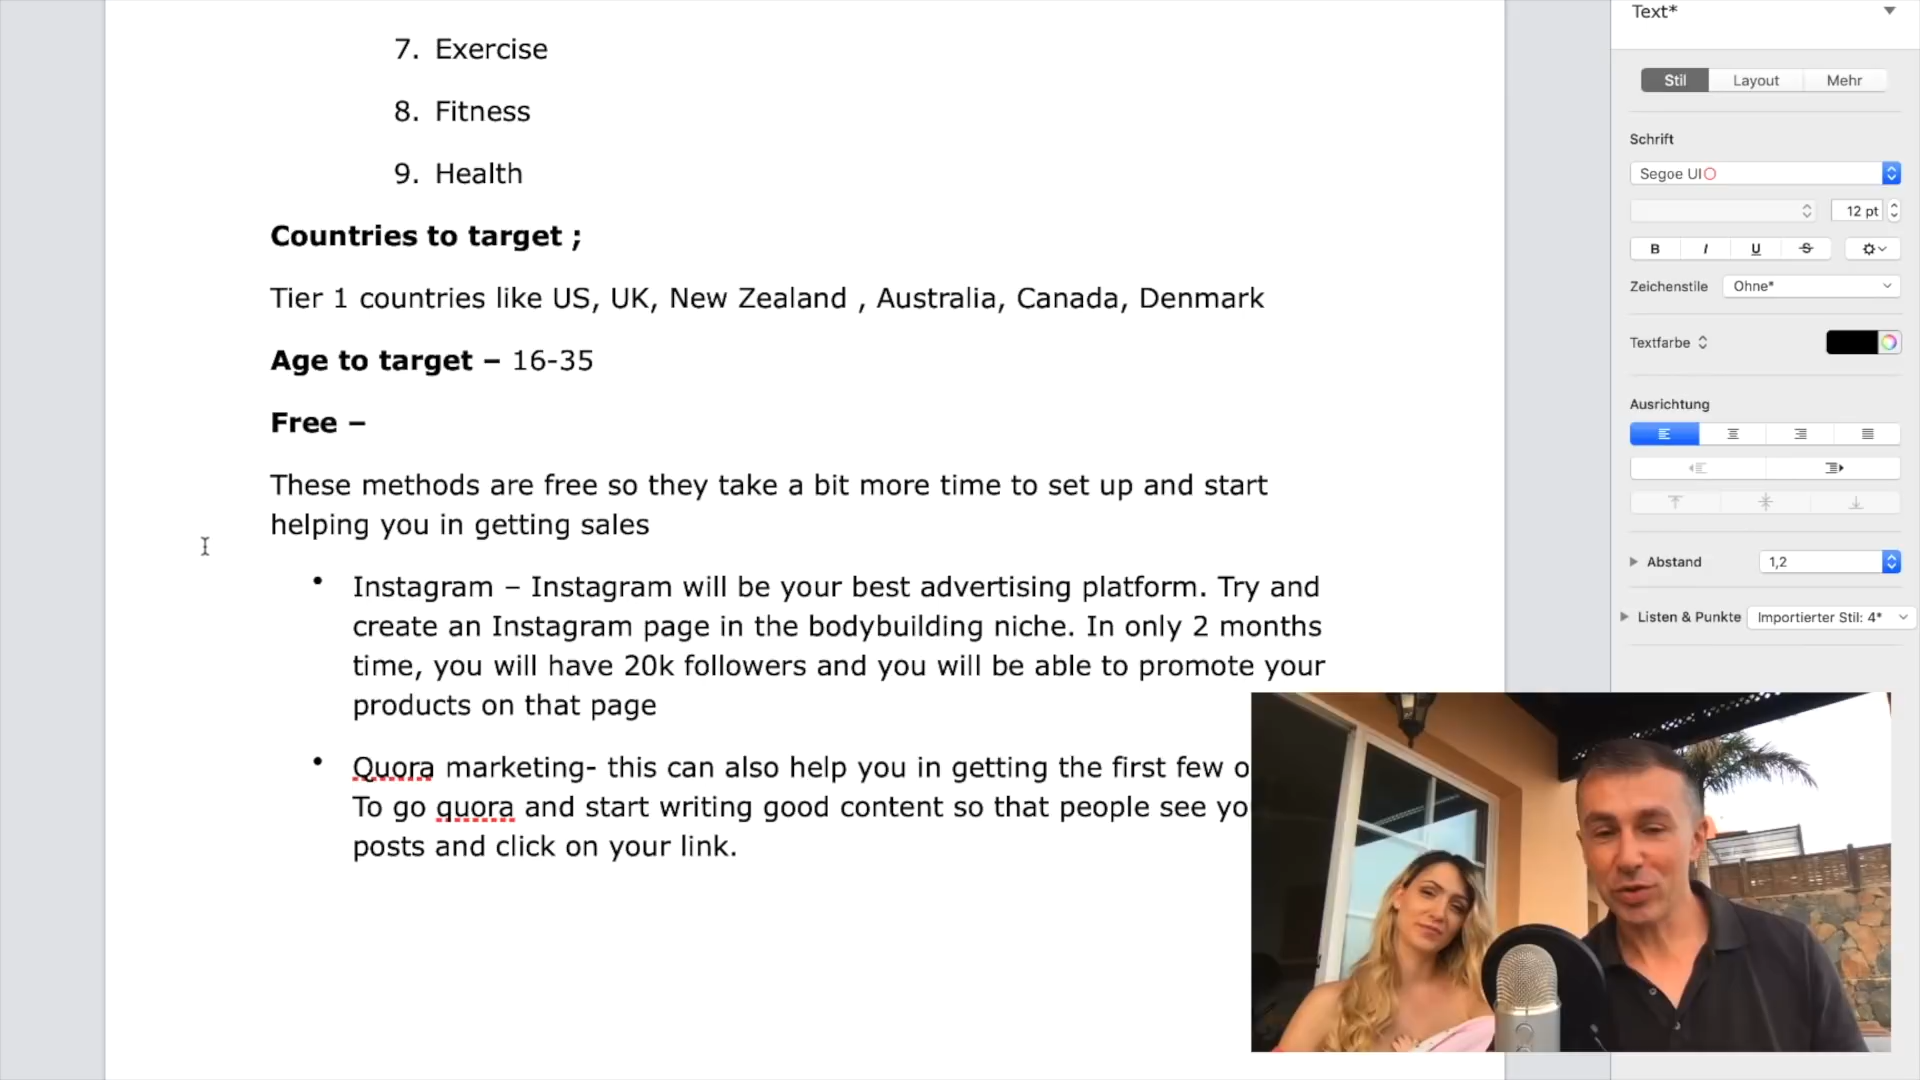 7. Exercise
8. Fitness
9. Health
Countries to target ;
Tier 1 countries like US, UK, New Zealand , Australia, Canada, Denmark
Age to target – 16-35
Free –
These methods are free so they take a bit more time to set up and start
helping you in getting sales
• Instagram – Instagram will be your best advertising platform. Try and
create an Instagram page in the bodybuilding niche. In only 2 months
time, you will have 20k followers and you will be able to promote your
products on that page
• Quora marketing- this can also help you in getting the first few
To go quora and start writing good content so that people see
posts and click on your link.
Text*
Stil Layout Mehr
Schrift
Segoe UI
12 pt
B I U S
Zeichenstile Ohne*
Textfarbe
Ausrichtung
Abstand 1,2
Listen & Punkte Importierter Stil: 4*